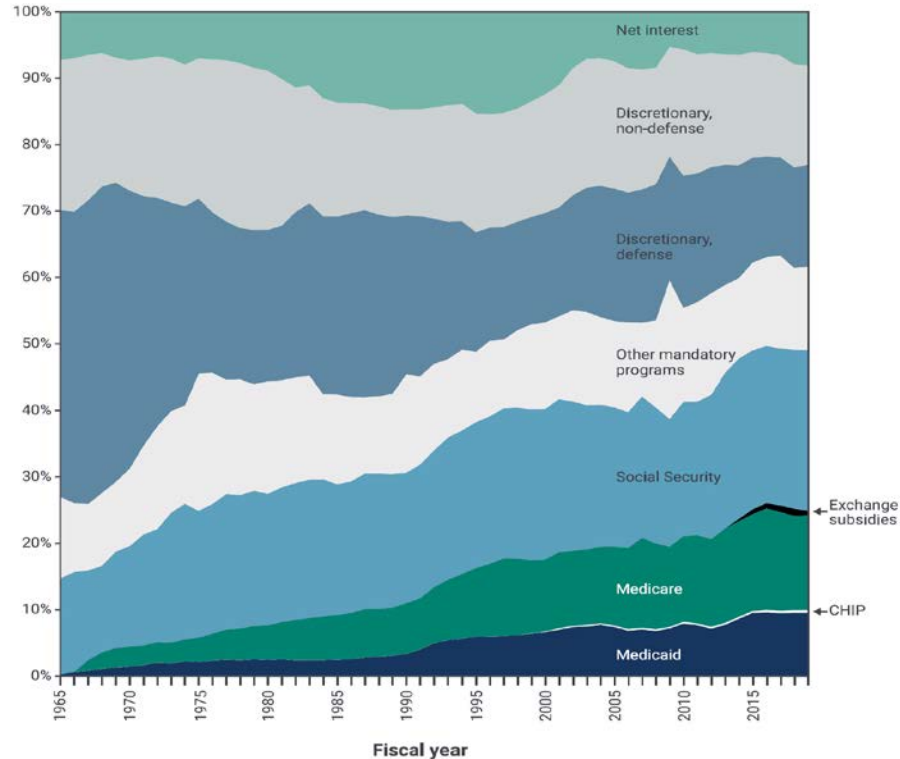 100%
Net interest
90%
Discretionary,
non-defense
80%
70%
Discretionary,
defense
60%
50%
Other mandatory
programs
40%
30%
Social Security
Exchange
subsidies
20%
Medicare
10%
CHIP
Medicaid
0%
1965
1970
1975
1980
1985
1990
1995
2000
2005
2010
2015
Fiscal year